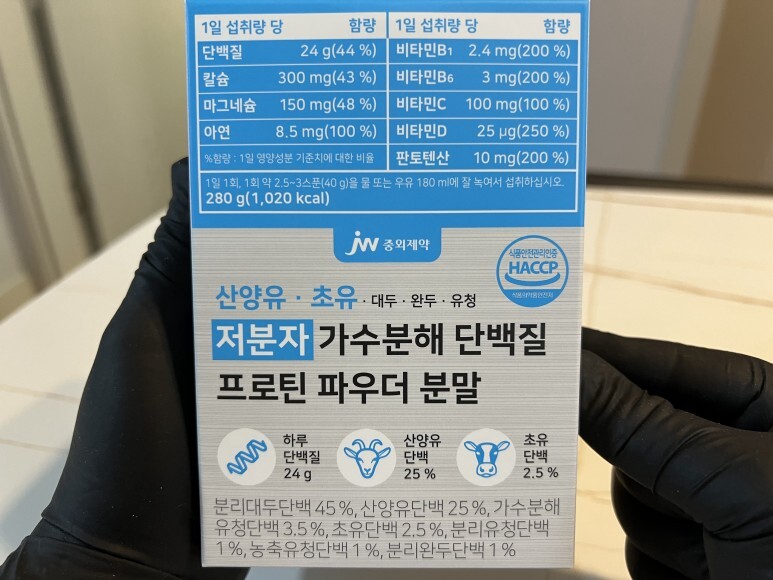 1일 섭취량 당 함량
단백질 24 g(44 %)
칼슘 300 mg(43 %)
마그네슘 150 mg(48 %)
아연 8.5 mg(100 %)
%함량 : 1일 영양성분 기준치에 대한 비율
1일 섭취량 당 함량
비타민B1 2.4 mg(200 %)
비타민B6 3 mg(200 %)
비타민C 100 mg(100 %)
비타민D 25 µg(250 %)
판토텐산 10 mg(200 %)
1일 1회, 1회 약 2.5~3스푼(40 g)을 물 또는 우유 180 ml에 잘 녹여서 섭취하십시오.
280 g(1,020 kcal)
jw 중외제약
식품안전관리인증
HACCP
식품의약품안전처
산양유 · 초유 · 대두 · 완두 · 유청
저분자 가수분해 단백질
프로틴 파우더 분말
하루
단백질
24 g
산양유
단백
25 %
초유
단백
2.5 %
분리대두단백 45 %, 산양유단백 25 %, 가수분해
유청단백 3.5 %, 초유단백 2.5 %, 분리유청단백
1 %, 농축유청단백 1 %, 분리완두단백 1 %